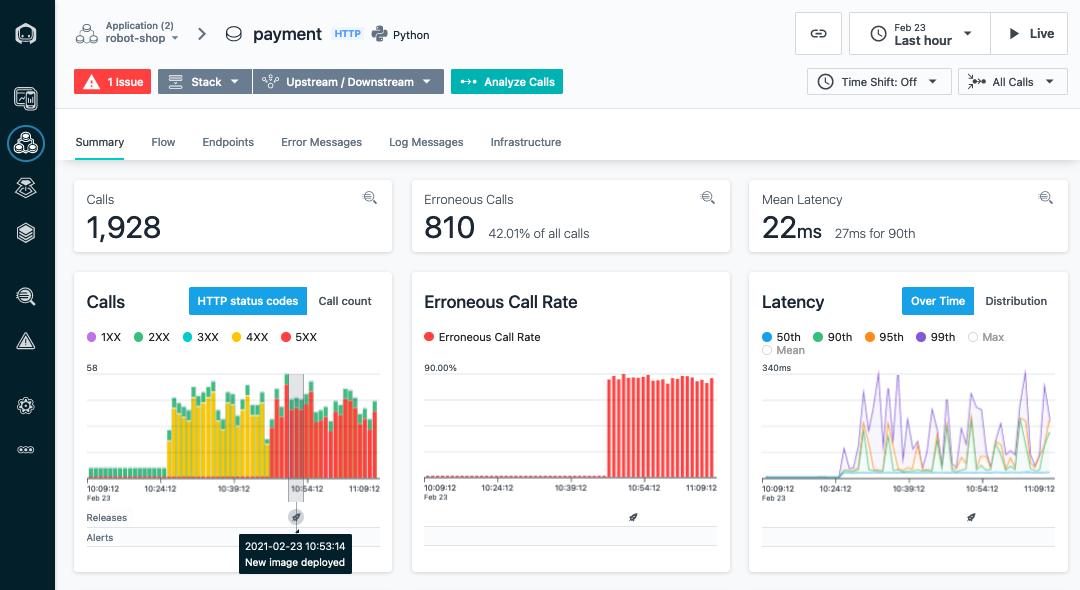 Application (2)
robot-shop
payment HTTP Python
Feb 23
Last hour
Live
1 Issue
Stack
Upstream / Downstream
Analyze Calls
Time Shift: Off
All Calls
Summary
Flow
Endpoints
Error Messages
Log Messages
Infrastructure
Calls
1,928
Erroneous Calls
810 42.01% of all calls
Mean Latency
22ms 27ms for 90th
Calls
HTTP status codes
Call count
1XX 2XX 3XX 4XX 5XX
58
10:09:12 10:24:12 10:39:12 10:54:12 11:09:12
Feb 23
Releases
Alerts
2021-02-23 10:53:14
New image deployed
Erroneous Call Rate
Erroneous Call Rate
90.00%
10:09:12 10:24:12 10:39:12 10:54:12 11:09:12
Feb 23
Latency
Over Time
Distribution
50th 90th 95th 99th Max
Mean
340ms
10:09:12 10:24:12 10:39:12 10:54:12 11:09:12
Feb 23